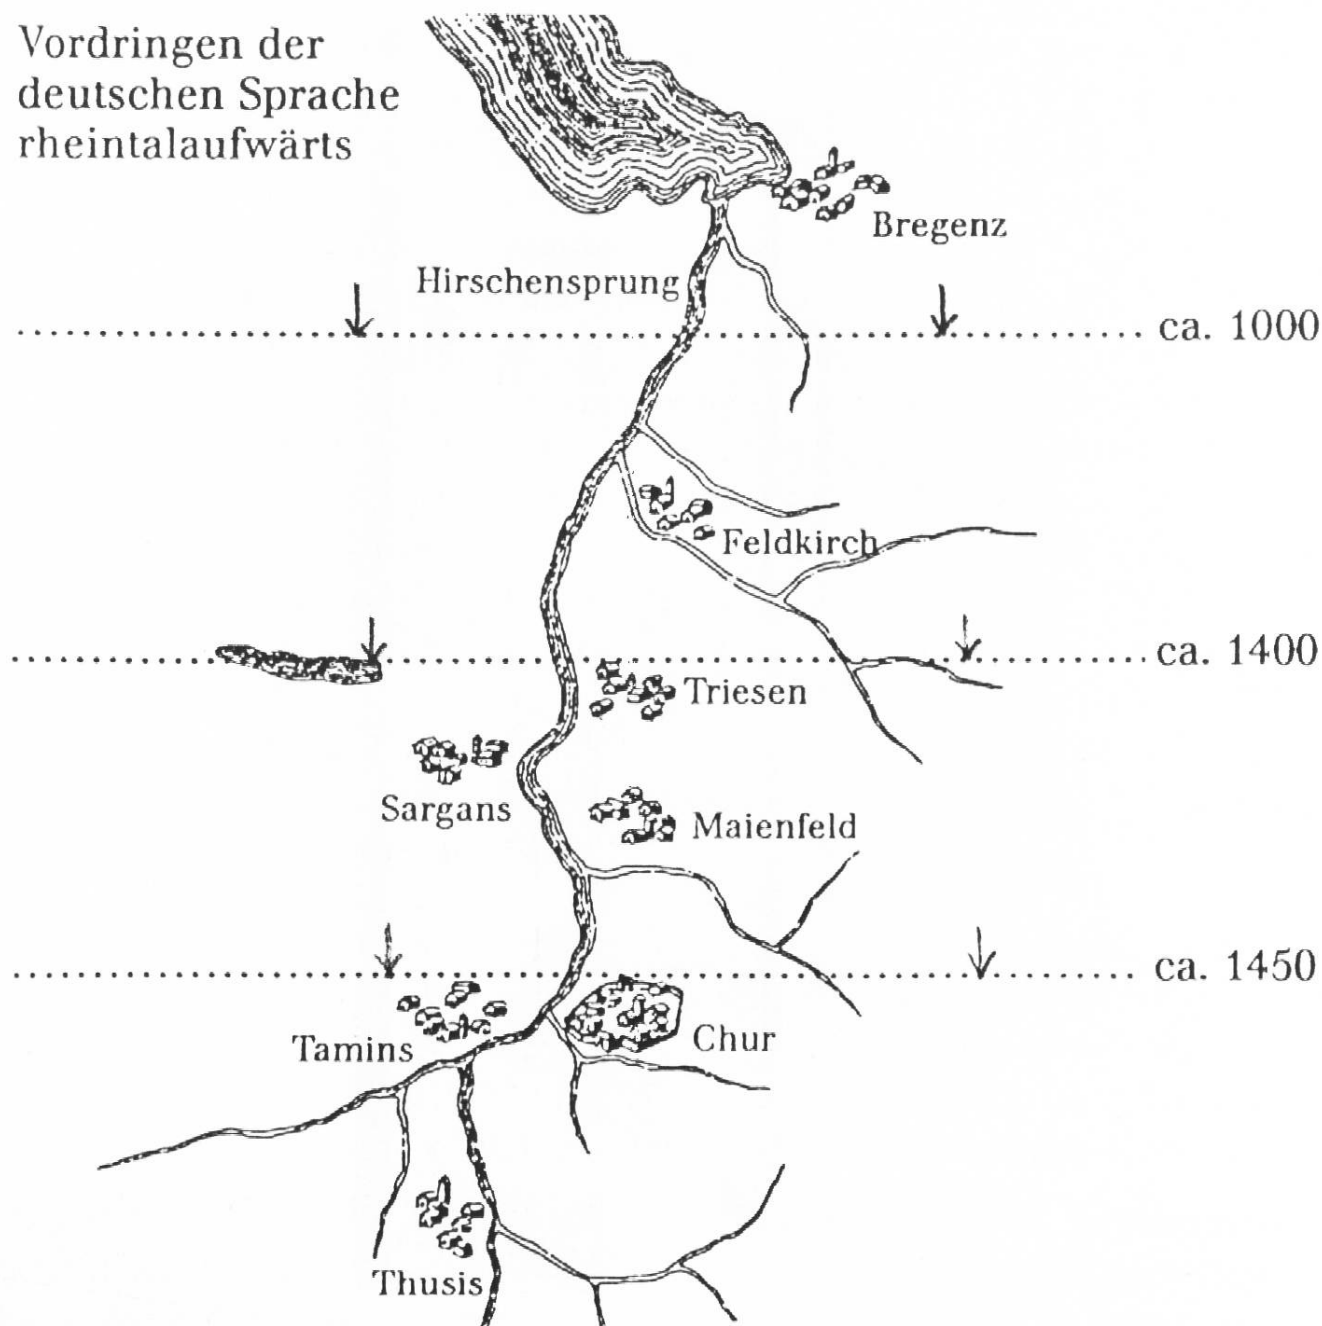 Vordringen der
deutschen Sprache
rheintalaufwärts
Bregenz
Hirschensprung
ca. 1000
Feldkirch
ca. 1400
Triesen
Sargans
Maienfeld
ca. 1450
Tamins
Chur
Thusis